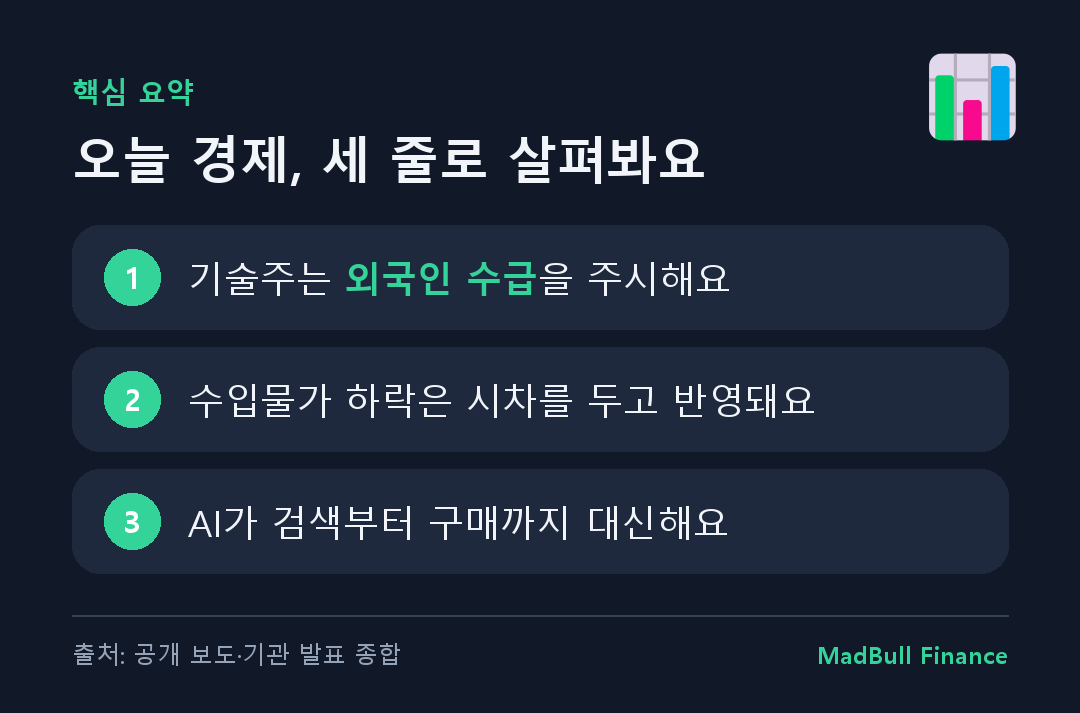 핵심 요약
오늘 경제, 세 줄로 살펴봐요
1 기술주는 외국인 수급을 주시해요
2 수입물가 하락은 시차를 두고 반영돼요
3 AI가 검색부터 구매까지 대신해요
출처: 공개 보도·기관 발표 종합
MadBull Finance